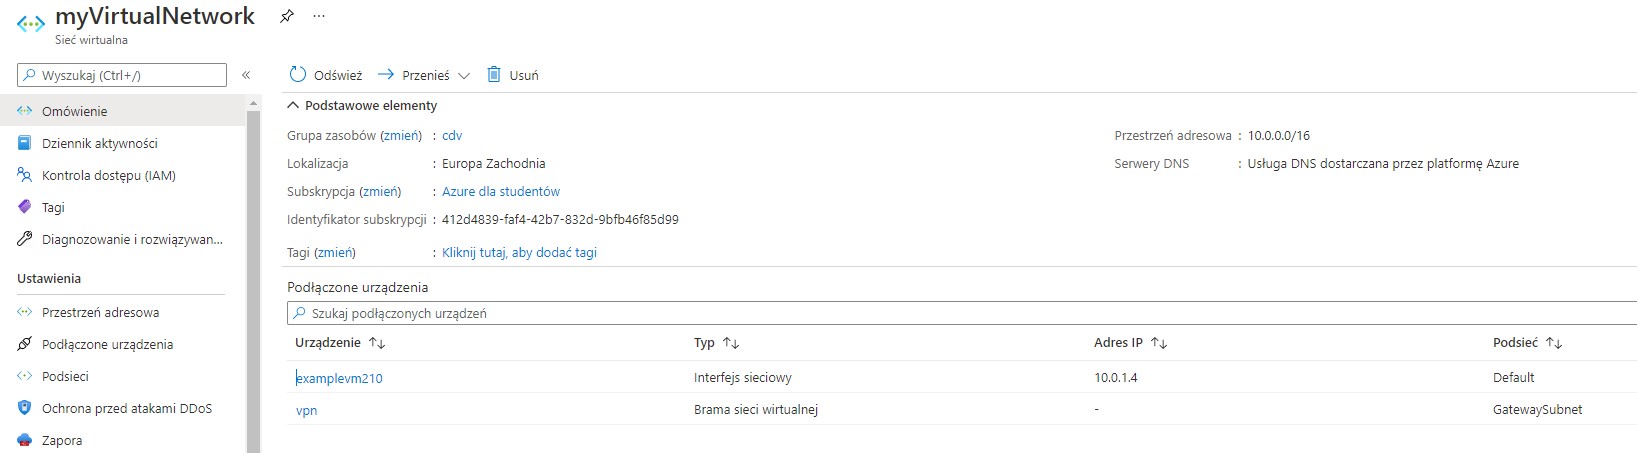 myVirtualNetwork
Sieć wirtualna
Wyszukaj (Ctrl+/)
Omówienie
Dziennik aktywności
Kontrola dostępu (IAM)
Tagi
Diagnozowanie i rozwiązywan...
Ustawienia
Przestrzeń adresowa
Podłączone urządzenia
Podsieci
Ochrona przed atakami DDoS
Zapora
Odśwież Przenieś Usuń
Podstawowe elementy
Grupa zasobów (zmień) : cdv
Lokalizacja : Europa Zachodnia
Subskrypcja (zmień) : Azure dla studentów
Identyfikator subskrypcji : 412d4839-faf4-42b7-832d-9bfb46f85d99
Tagi (zmień) : Kliknij tutaj, aby dodać tagi
Przestrzeń adresowa : 10.0.0.0/16
Serwery DNS : Usługa DNS dostarczana przez platformę Azure
Podłączone urządzenia
Szukaj podłączonych urządzeń
Urządzenie Typ Adres IP Podsieć
examplevm210 Interfejs sieciowy 10.0.1.4 Default
vpn Brama sieci wirtualnej - GatewaySubnet